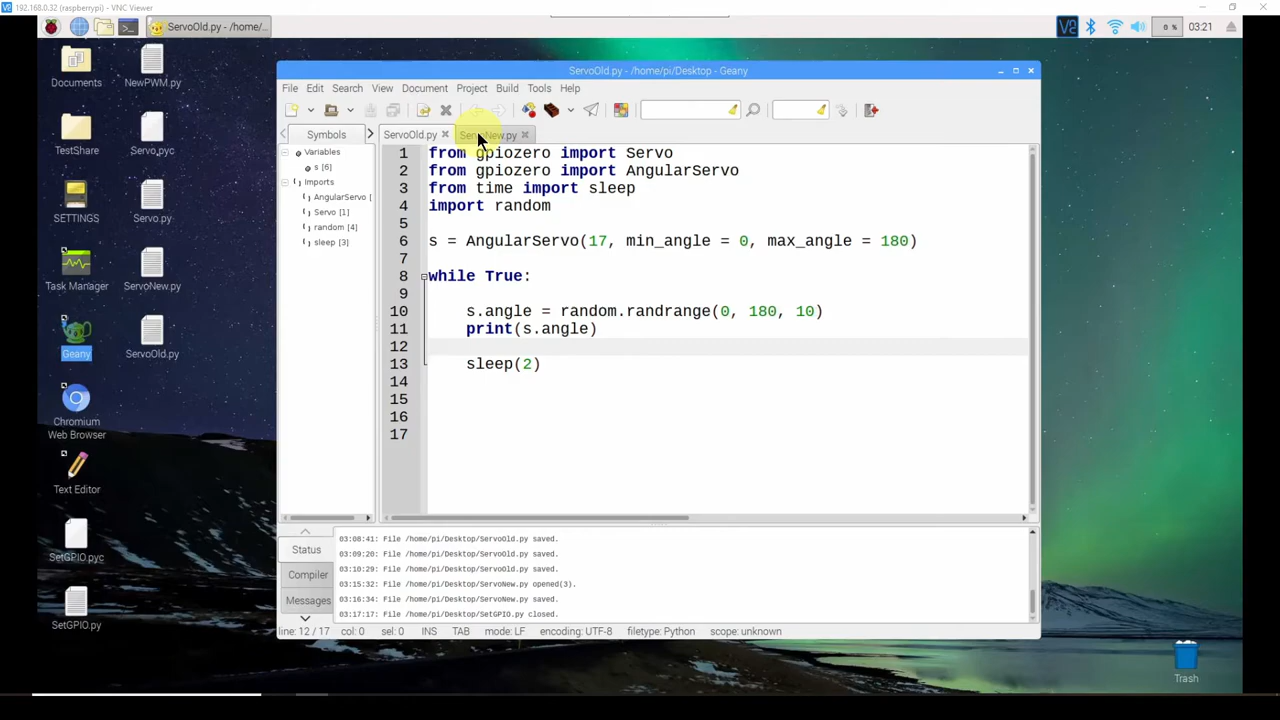 192.168.0.32 (raspberrypi) - VNC Viewer
ServoOld.py - /home/...
0 %
03:21
Documents
NewPWM.py
TestShare
Servo.pyc
SETTINGS
Servo.py
Task Manager
ServoNew.py
Geany
ServoOld.py
Chromium
Web Browser
Text Editor
SetGPIO.pyc
SetGPIO.py
Trash
ServoOld.py - /home/pi/Desktop - Geany
File Edit Search View Document Project Build Tools Help
Symbols
ServoOld.py
ServoNew.py
Variables
s [6]
Imports
AngularServo [
Servo [1]
random [4]
sleep [3]
1 from gpiozero import Servo
2 from gpiozero import AngularServo
3 from time import sleep
4 import random
5
6 s = AngularServo(17, min_angle = 0, max_angle = 180)
7
8 while True:
9
10 s.angle = random.randrange(0, 180, 10)
11 print(s.angle)
12
13 sleep(2)
14
15
16
17
Status
Compiler
Messages
03:08:41: File /home/pi/Desktop/ServoOld.py saved.
03:09:20: File /home/pi/Desktop/ServoOld.py saved.
03:10:29: File /home/pi/Desktop/ServoOld.py saved.
03:15:32: File /home/pi/Desktop/ServoNew.py opened(3).
03:16:34: File /home/pi/Desktop/ServoNew.py saved.
03:17:17: File /home/pi/Desktop/SetGPIO.py closed.
line: 12 / 17 col: 0 sel: 0 INS TAB mode: LF encoding: UTF-8 filetype: Python scope: unknown